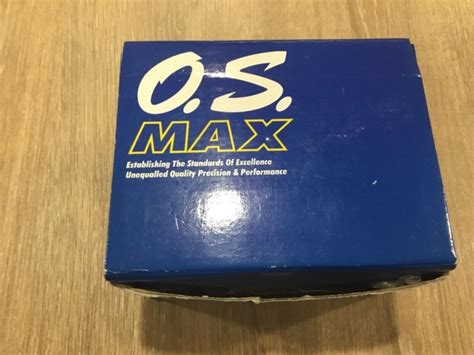 O.S.
MAX
Establishing The Standards Of Excellence
Unequalled Quality Precision & Performance